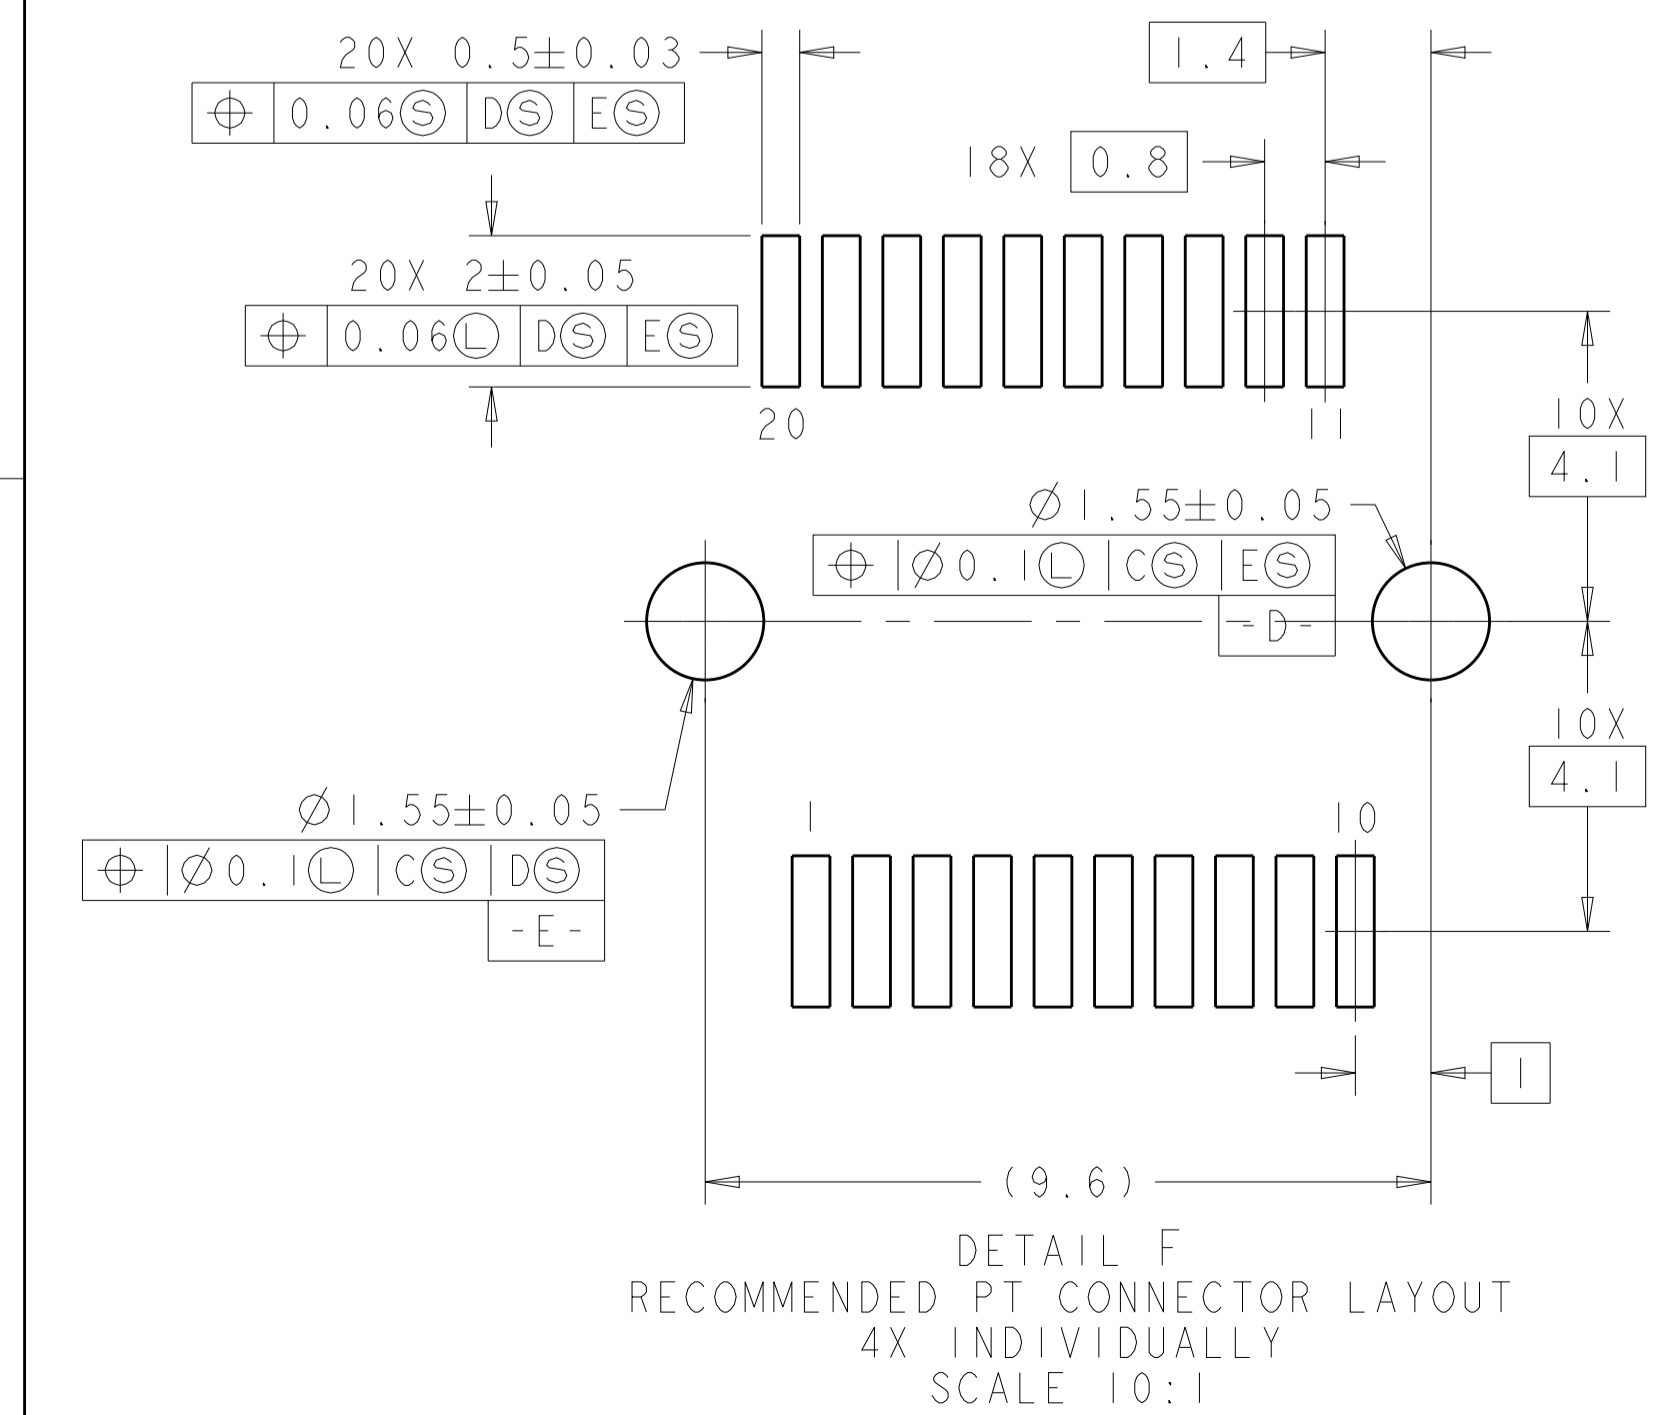 20X 0.5±0.03
⌖ 0.06Ⓢ DⓈ EⓈ
1.4
18X 0.8
20X 2±0.05
⌖ 0.06Ⓛ DⓈ EⓈ
20 11
10X
4.1
Ø1.55±0.05
⌖ Ø0.1Ⓛ CⓈ EⓈ
-D-
10X
4.1
Ø1.55±0.05
⌖ Ø0.1Ⓛ CⓈ DⓈ
-E-
1 10
1
(9.6)
DETAIL F
RECOMMENDED PT CONNECTOR LAYOUT
4X INDIVIDUALLY
SCALE 10:1